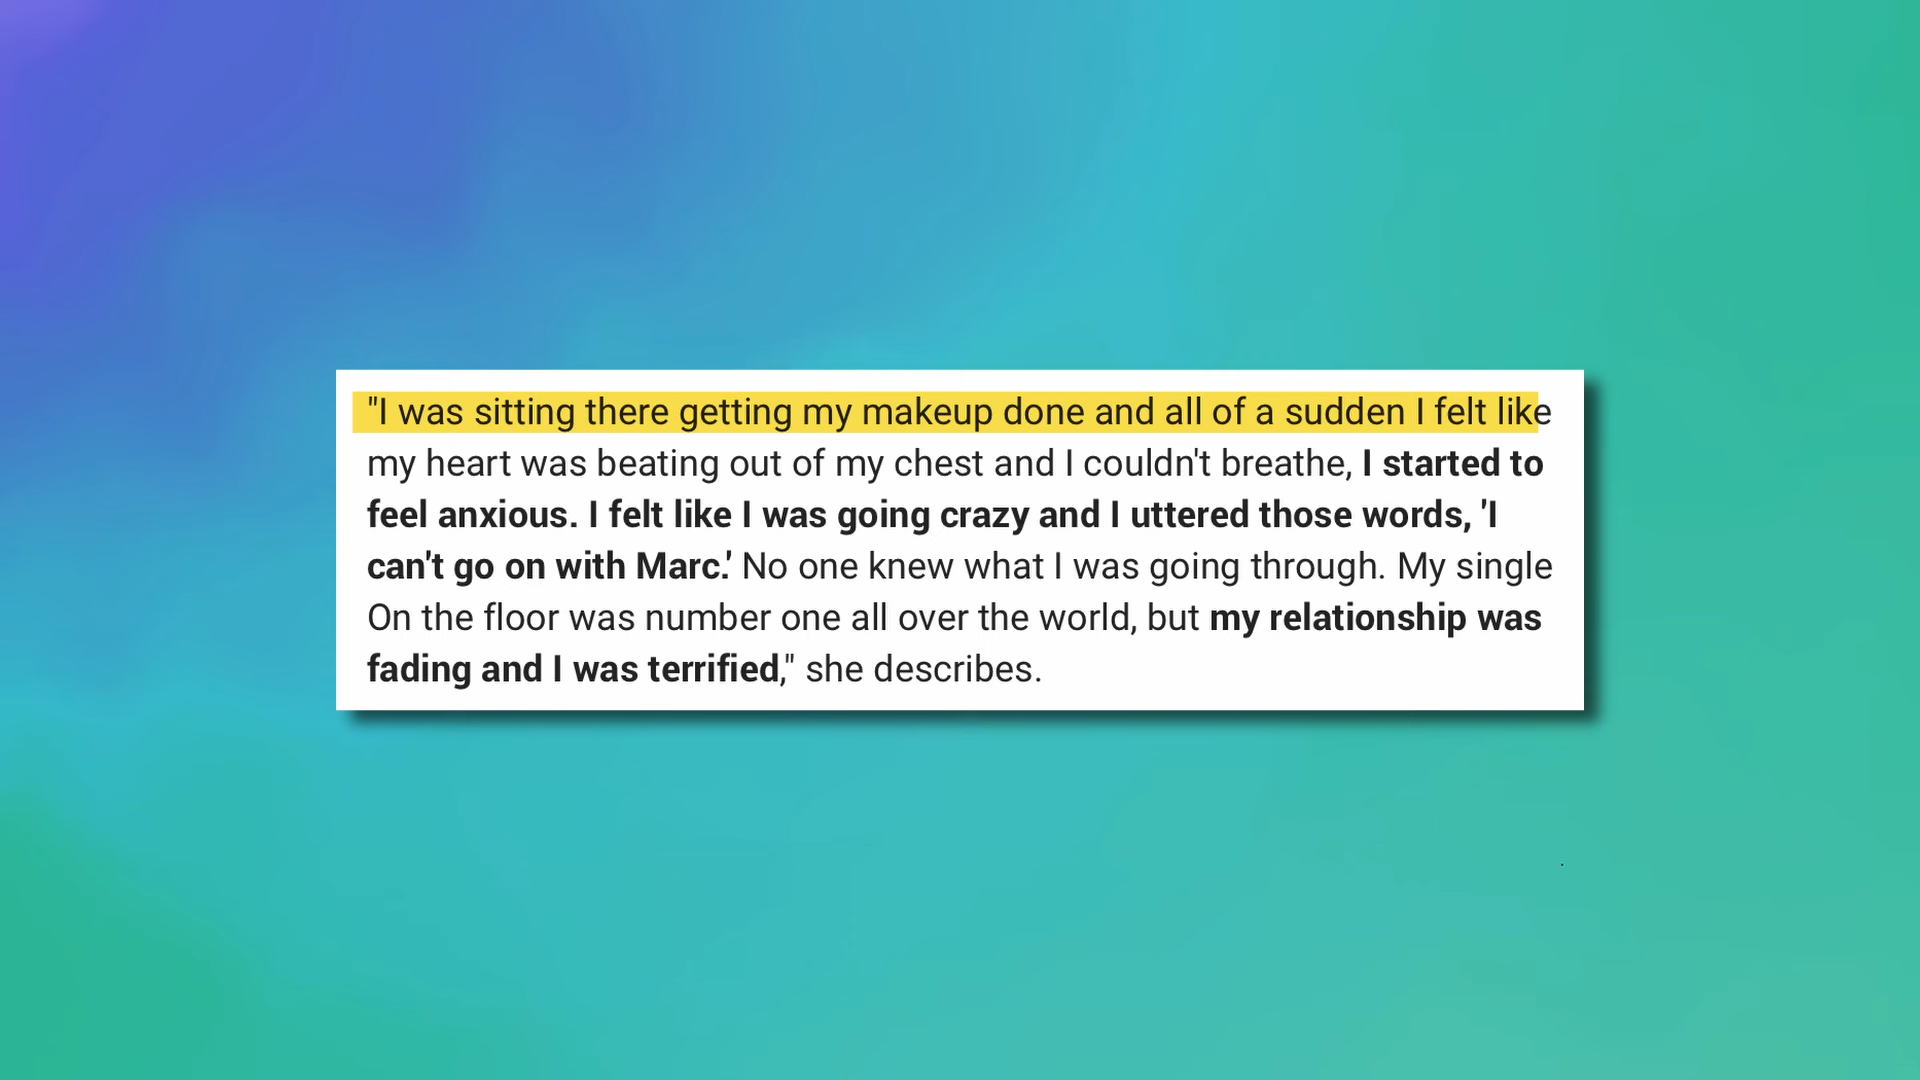 "I was sitting there getting my makeup done and all of a sudden I felt like
my heart was beating out of my chest and I couldn't breathe, I started to
feel anxious. I felt like I was going crazy and I uttered those words, 'I
can't go on with Marc.' No one knew what I was going through. My single
On the floor was number one all over the world, but my relationship was
fading and I was terrified," she describes.